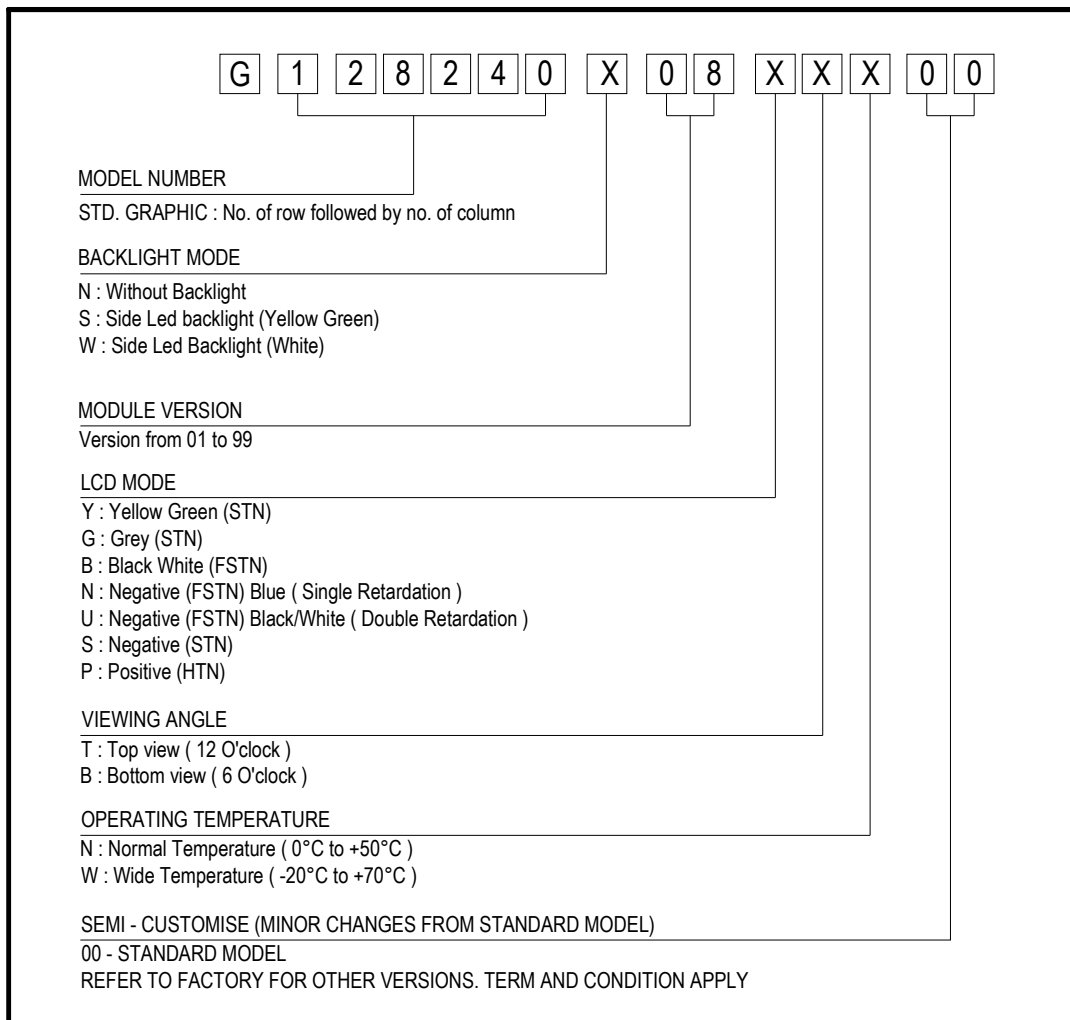 G 1 2 8 2 4 0 X 0 8 X X X 0 0
MODEL NUMBER
STD. GRAPHIC : No. of row followed by no. of column
BACKLIGHT MODE
N : Without Backlight
S : Side Led backlight (Yellow Green)
W : Side Led Backlight (White)
MODULE VERSION
Version from 01 to 99
LCD MODE
Y : Yellow Green (STN)
G : Grey (STN)
B : Black White (FSTN)
N : Negative (FSTN) Blue ( Single Retardation )
U : Negative (FSTN) Black/White ( Double Retardation )
S : Negative (STN)
P : Positive (HTN)
VIEWING ANGLE
T : Top view ( 12 O'clock )
B : Bottom view ( 6 O'clock )
OPERATING TEMPERATURE
N : Normal Temperature ( 0°C to +50°C )
W : Wide Temperature ( -20°C to +70°C )
SEMI - CUSTOMISE (MINOR CHANGES FROM STANDARD MODEL)
00 - STANDARD MODEL
REFER TO FACTORY FOR OTHER VERSIONS. TERM AND CONDITION APPLY